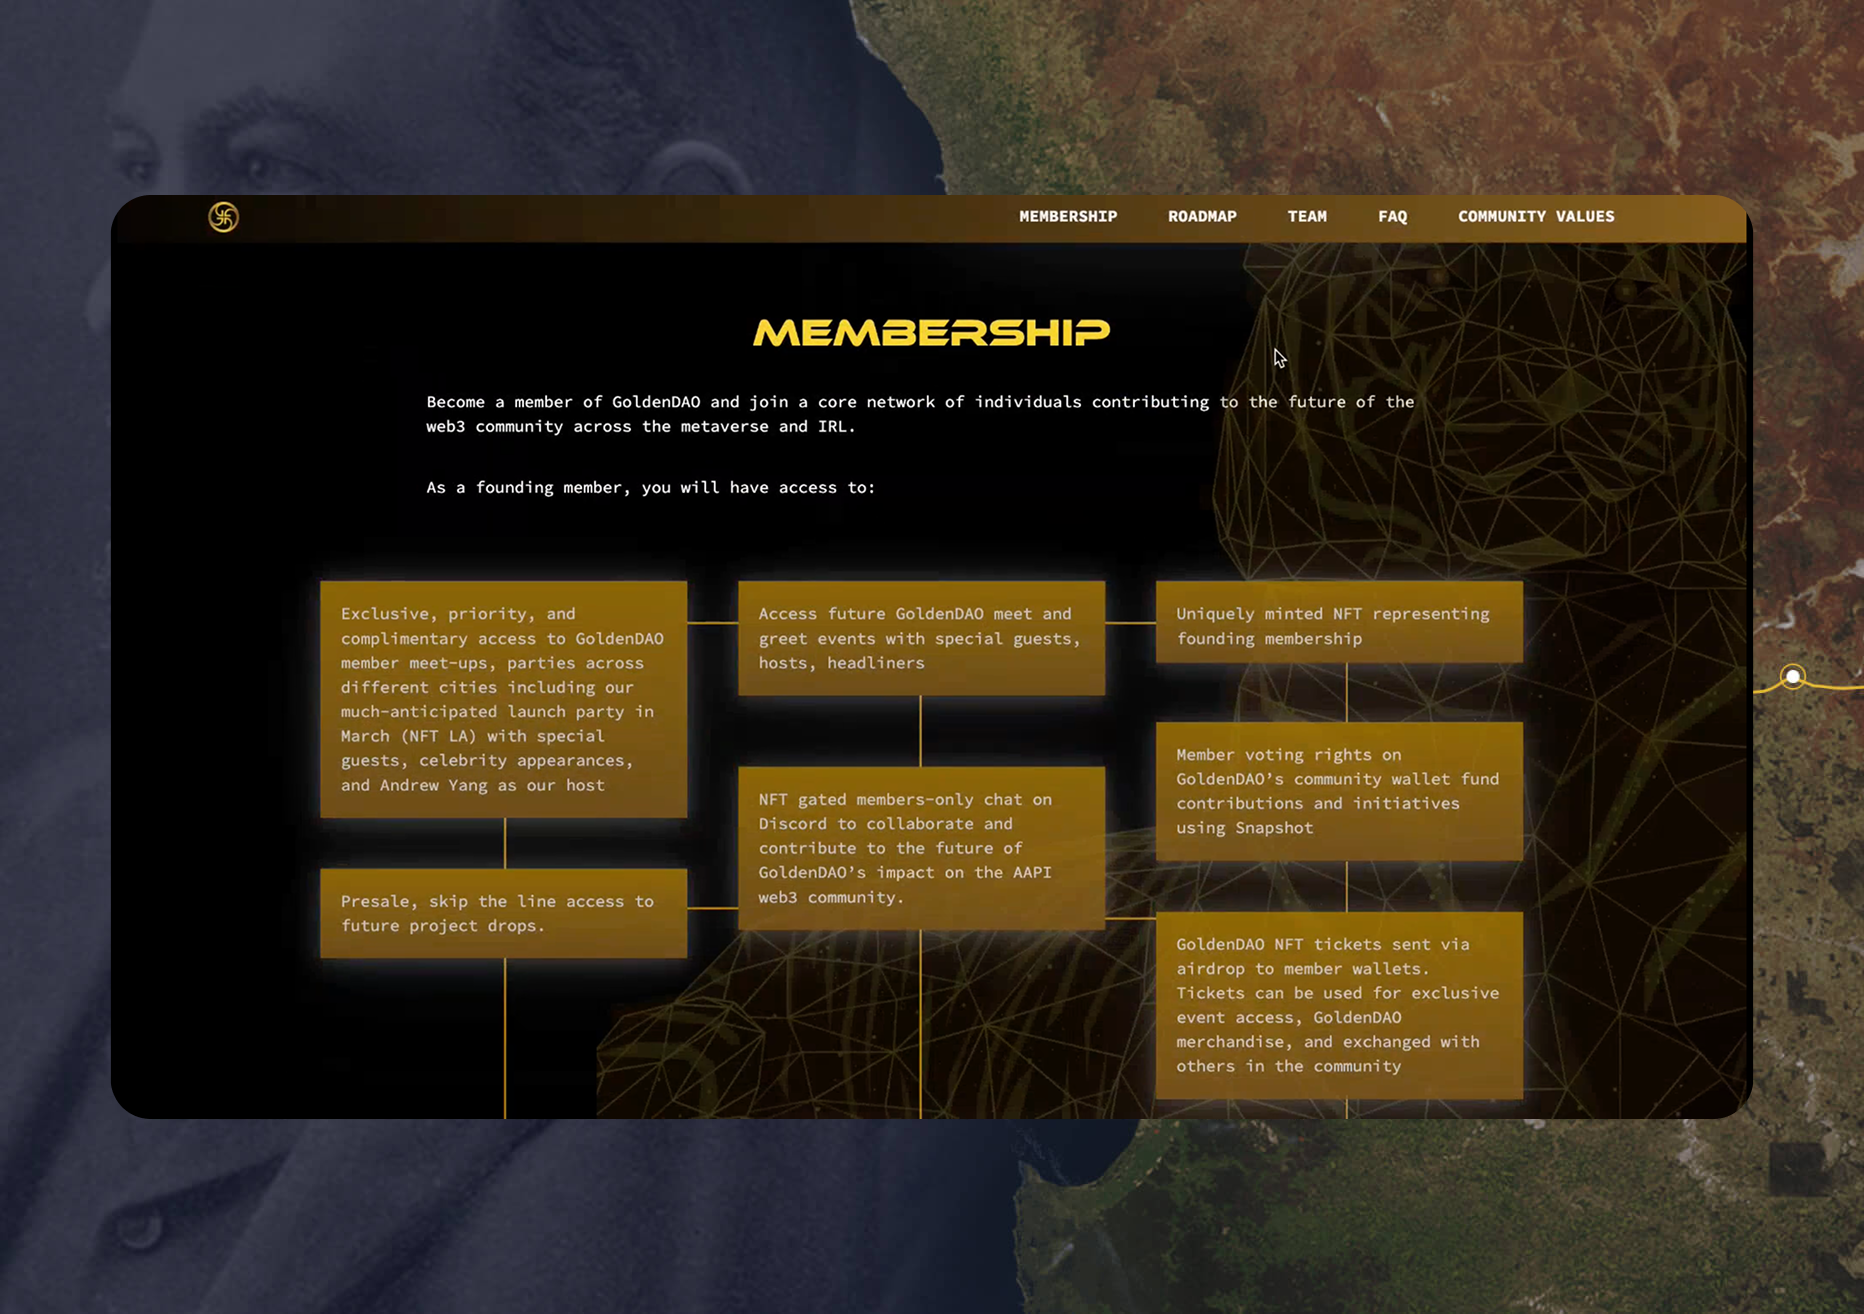 MEMBERSHIP ROADMAP TEAM FAQ COMMUNITY VALUES
MEMBERSHIP
Become a member of GoldenDAO and join a core network of individuals contributing to the future of the
web3 community across the metaverse and IRL.
As a founding member, you will have access to:
Exclusive, priority, and
complimentary access to GoldenDAO
member meet-ups, parties across
different cities including our
much-anticipated launch party in
March (NFT LA) with special
guests, celebrity appearances,
and Andrew Yang as our host
Presale, skip the line access to
future project drops.
Access future GoldenDAO meet and
greet events with special guests,
hosts, headliners
NFT gated members-only chat on
Discord to collaborate and
contribute to the future of
GoldenDAO’s impact on the AAPI
web3 community.
Uniquely minted NFT representing
founding membership
Member voting rights on
GoldenDAO’s community wallet fund
contributions and initiatives
using Snapshot
GoldenDAO NFT tickets sent via
airdrop to member wallets.
Tickets can be used for exclusive
event access, GoldenDAO
merchandise, and exchanged with
others in the community